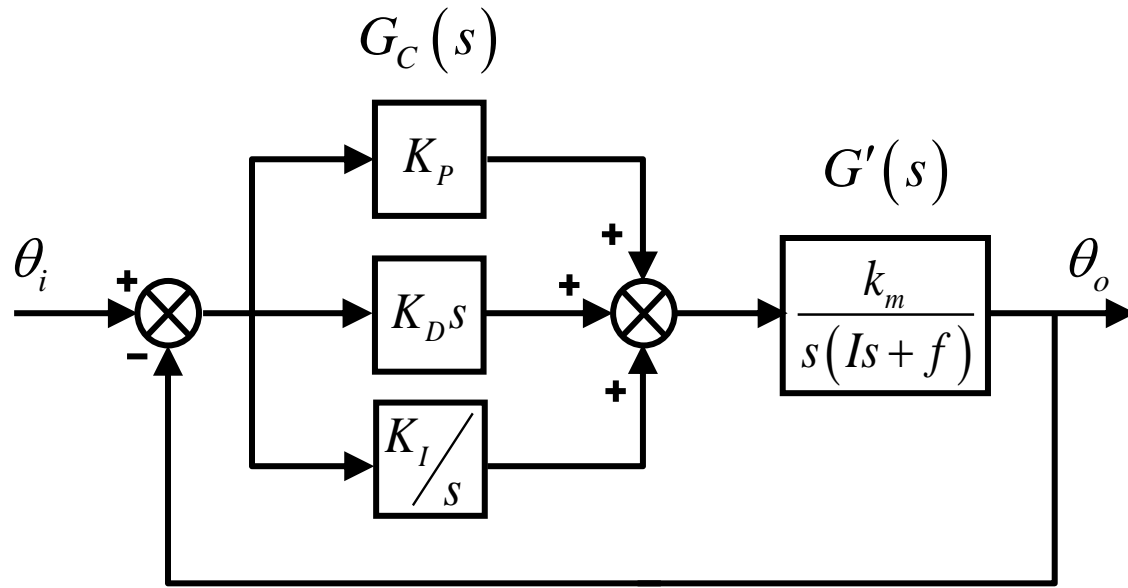 G_C(s)
K_P
G'(s)
+
θ_i
+
+
k_m
θ_o
K_D s
s(Is + f)
−
+
K_I/s